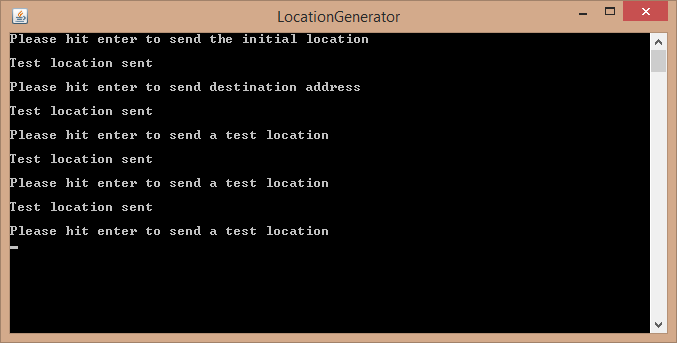 LocationGenerator
Please hit enter to send the initial location
Test location sent
Please hit enter to send destination address
Test location sent
Please hit enter to send a test location
Test location sent
Please hit enter to send a test location
Test location sent
Please hit enter to send a test location